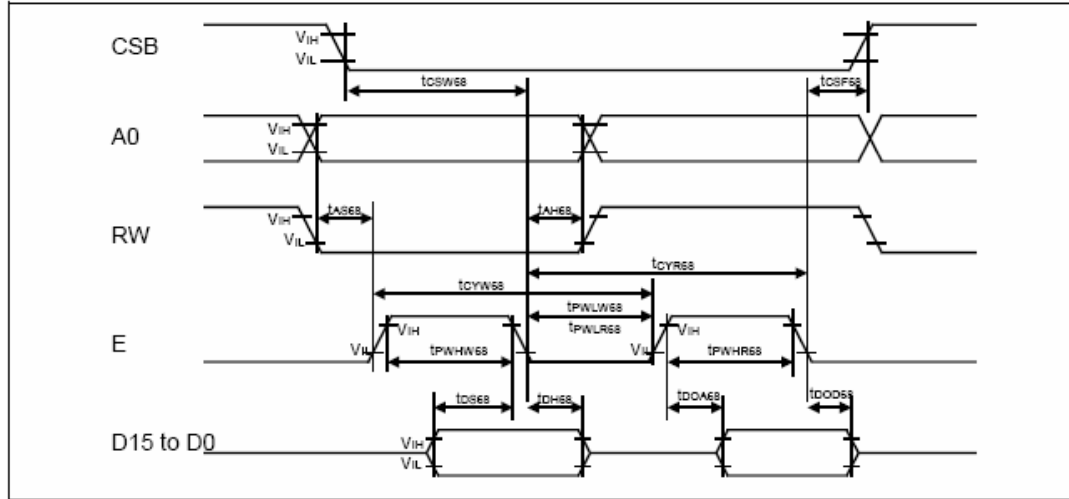 CSB
VIH
VIL
tCSW68
tCSF68
A0
VIH
VIL
RW
VIH
VIL
tAS68
tAH68
tCYR68
tCYW68
tPWLW68
tPWLR68
E
VIL
VIH
tPWHW68
VIL
VIH
tPWHR68
tDS68
tDH68
tDOA68
tDOD68
D15 to D0
VIH
VIL